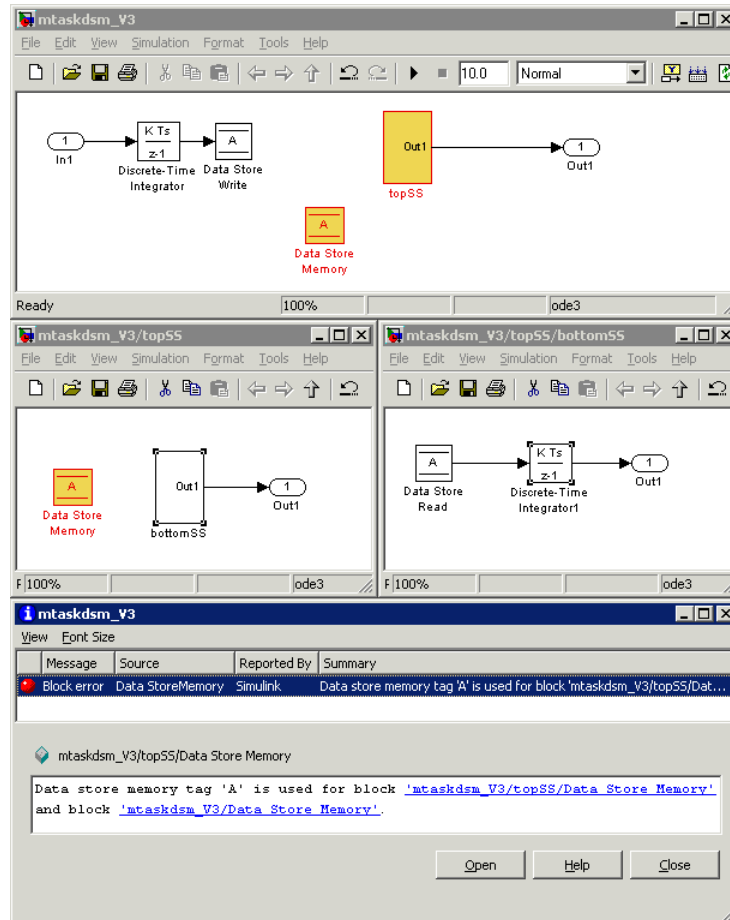 mtaskdsm_V3
File Edit View Simulation Format Tools Help
10.0 Normal
1
In1
K Ts
z-1
Discrete-Time
Integrator
A
Data Store
Write
Out1
topSS
1
Out1
A
Data Store
Memory
Ready 100% ode3
mtaskdsm_V3/topSS
File Edit View Simulation Format Tools Help
A
Data Store
Memory
Out1
bottomSS
1
Out1
F 100% ode3
mtaskdsm_V3/topSS/bottomSS
File Edit View Simulation Format Tools Help
A
Data Store
Read
K Ts
z-1
Discrete-Time
Integrator1
1
Out1
F 100% ode3
mtaskdsm_V3
View Font Size
Message Source Reported By Summary
Block error Data StoreMemory Simulink Data store memory tag 'A' is used for block 'mtaskdsm_V3/topSS/Dat...
mtaskdsm_V3/topSS/Data Store Memory
Data store memory tag 'A' is used for block 'mtaskdsm_V3/topSS/Data Store Memory'
and block 'mtaskdsm_V3/Data Store Memory'.
Open Help Close